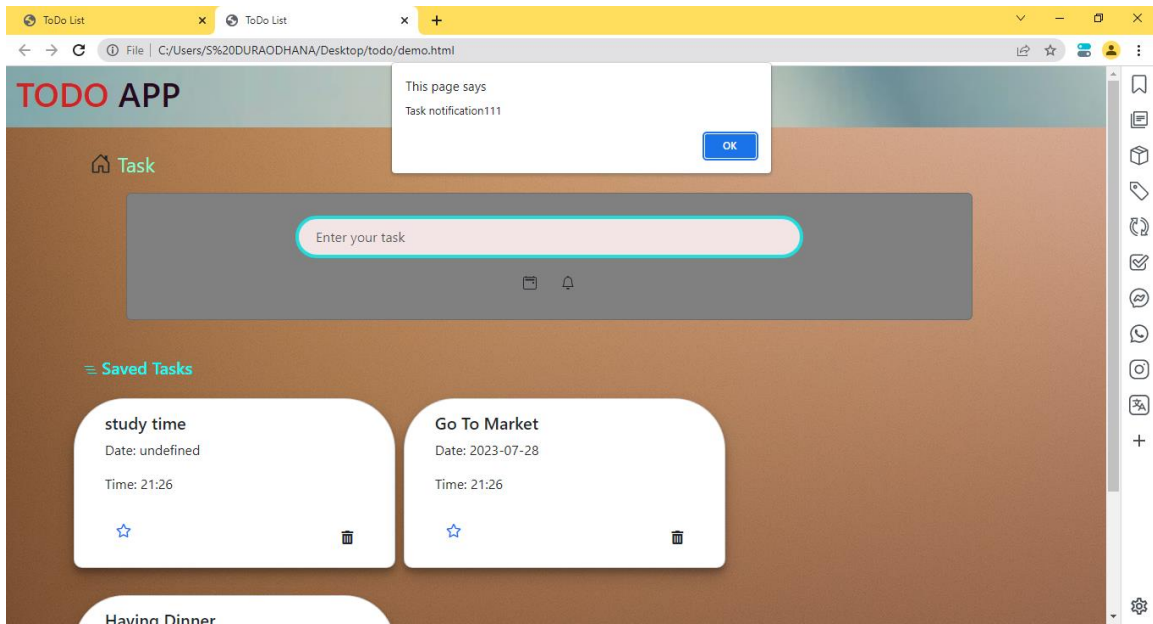 ToDo List
ToDo List
File | C:/Users/S%20DURAODHANA/Desktop/todo/demo.html
TODO APP
This page says
Task notification111
OK
Task
Enter your task
Saved Tasks
study time
Date: undefined
Time: 21:26
Go To Market
Date: 2023-07-28
Time: 21:26
Having Dinner